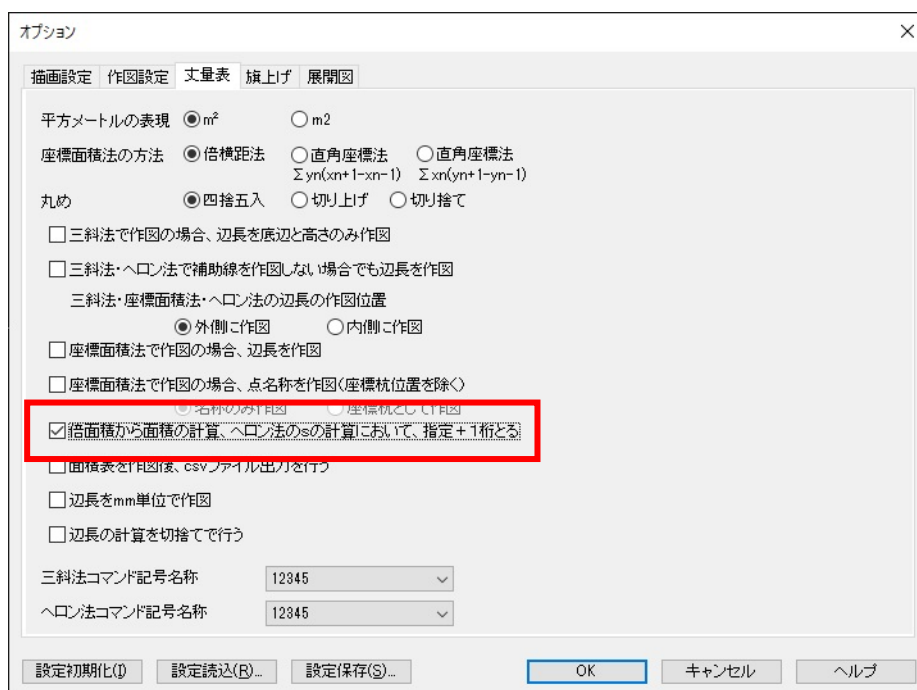 オプション
描画設定 作図設定 丈量表 旗上げ 展開図
平方メートルの表現 m² m2
座標面積法の方法 倍横距法 直角座標法 直角座標法
Σyn(xn+1-xn-1) Σxn(yn+1-yn-1)
丸め 四捨五入 切り上げ 切り捨て
三斜法で作図の場合、辺長を底辺と高さのみ作図
三斜法・ヘロン法で補助線を作図しない場合でも辺長を作図
三斜法・座標面積法・ヘロン法の辺長の作図位置
外側に作図 内側に作図
座標面積法で作図の場合、辺長を作図
座標面積法で作図の場合、点名称を作図(座標杭位置を除く)
名称のみ作図 座標杭として作図
倍面積から面積の計算、ヘロン法のsの計算において、指定+1桁とる
面積表を作図後、csvファイル出力を行う
辺長をmm単位で作図
辺長の計算を切捨てで行う
三斜法コマンド記号名称 12345
ヘロン法コマンド記号名称 12345
設定初期化(I) 設定読込(R)... 設定保存(S)... OK キャンセル ヘルプ